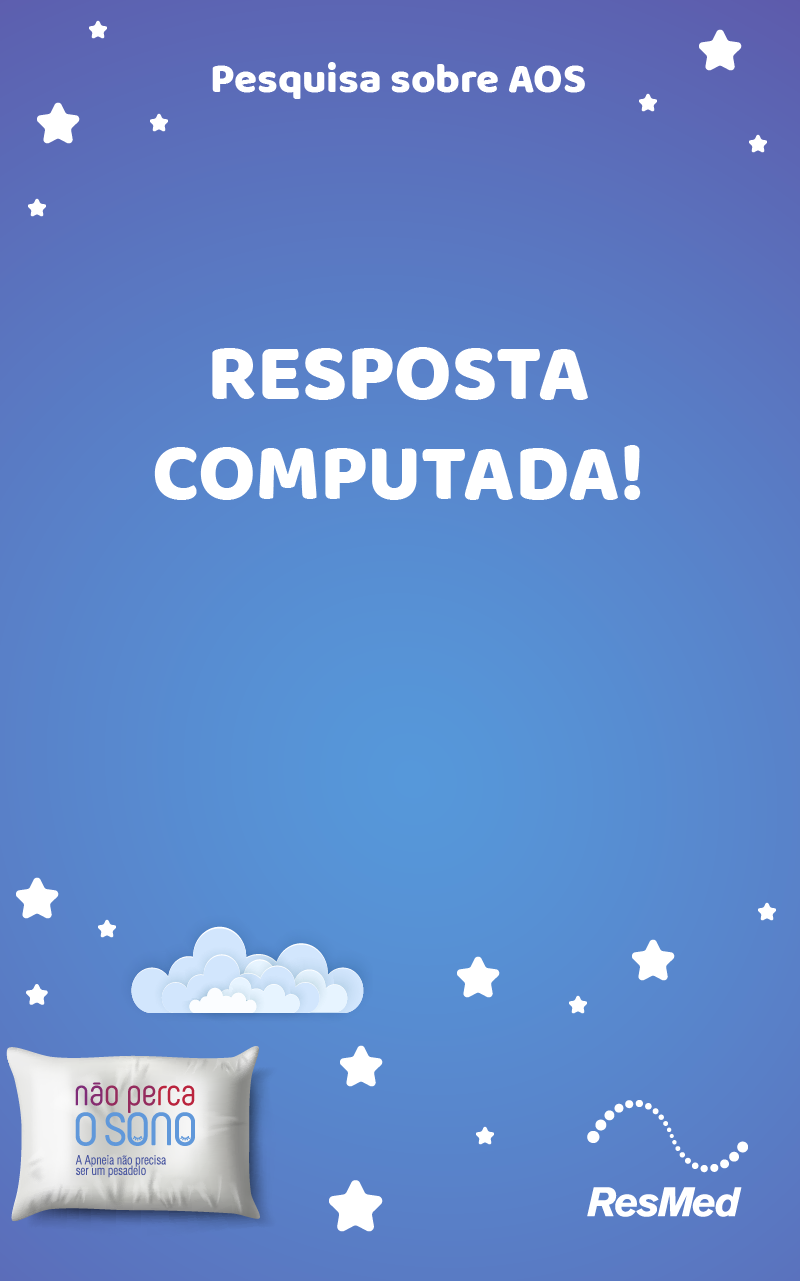 Pesquisa sobre AOS
RESPOSTA
COMPUTADA!
não perca
o sono
A Apneia não precisa
ser um pesadelo
ResMed